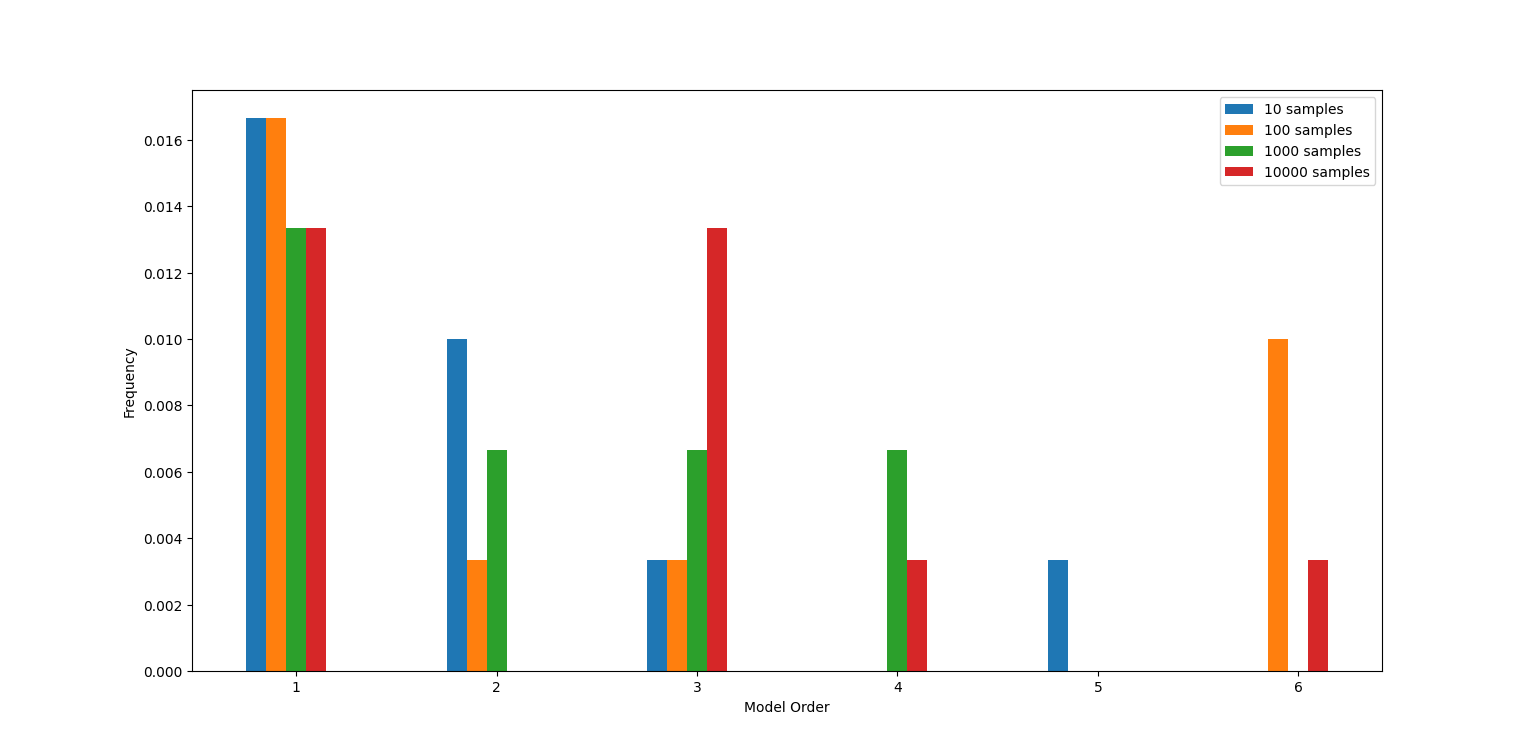 10 samples
100 samples
1000 samples
10000 samples
Frequency
0.016
0.014
0.012
0.010
0.008
0.006
0.004
0.002
0.000
1 2 3 4 5 6
Model Order